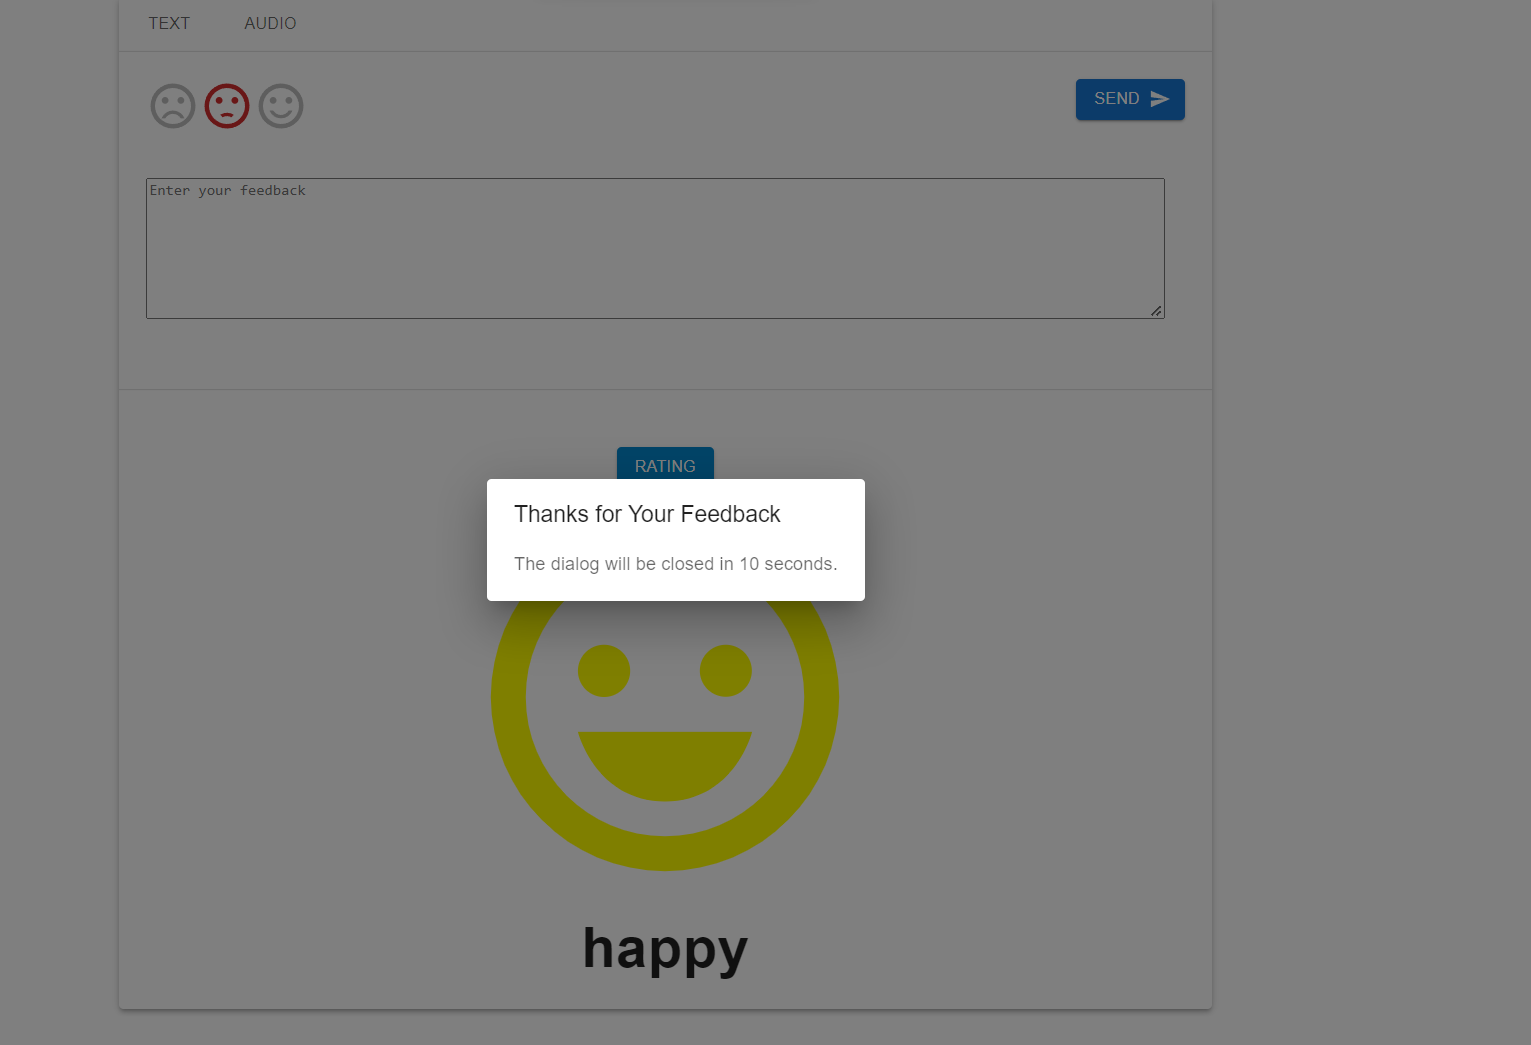 TEXT AUDIO
SEND
Enter your feedback
RATING
Thanks for Your Feedback
The dialog will be closed in 10 seconds.
happy